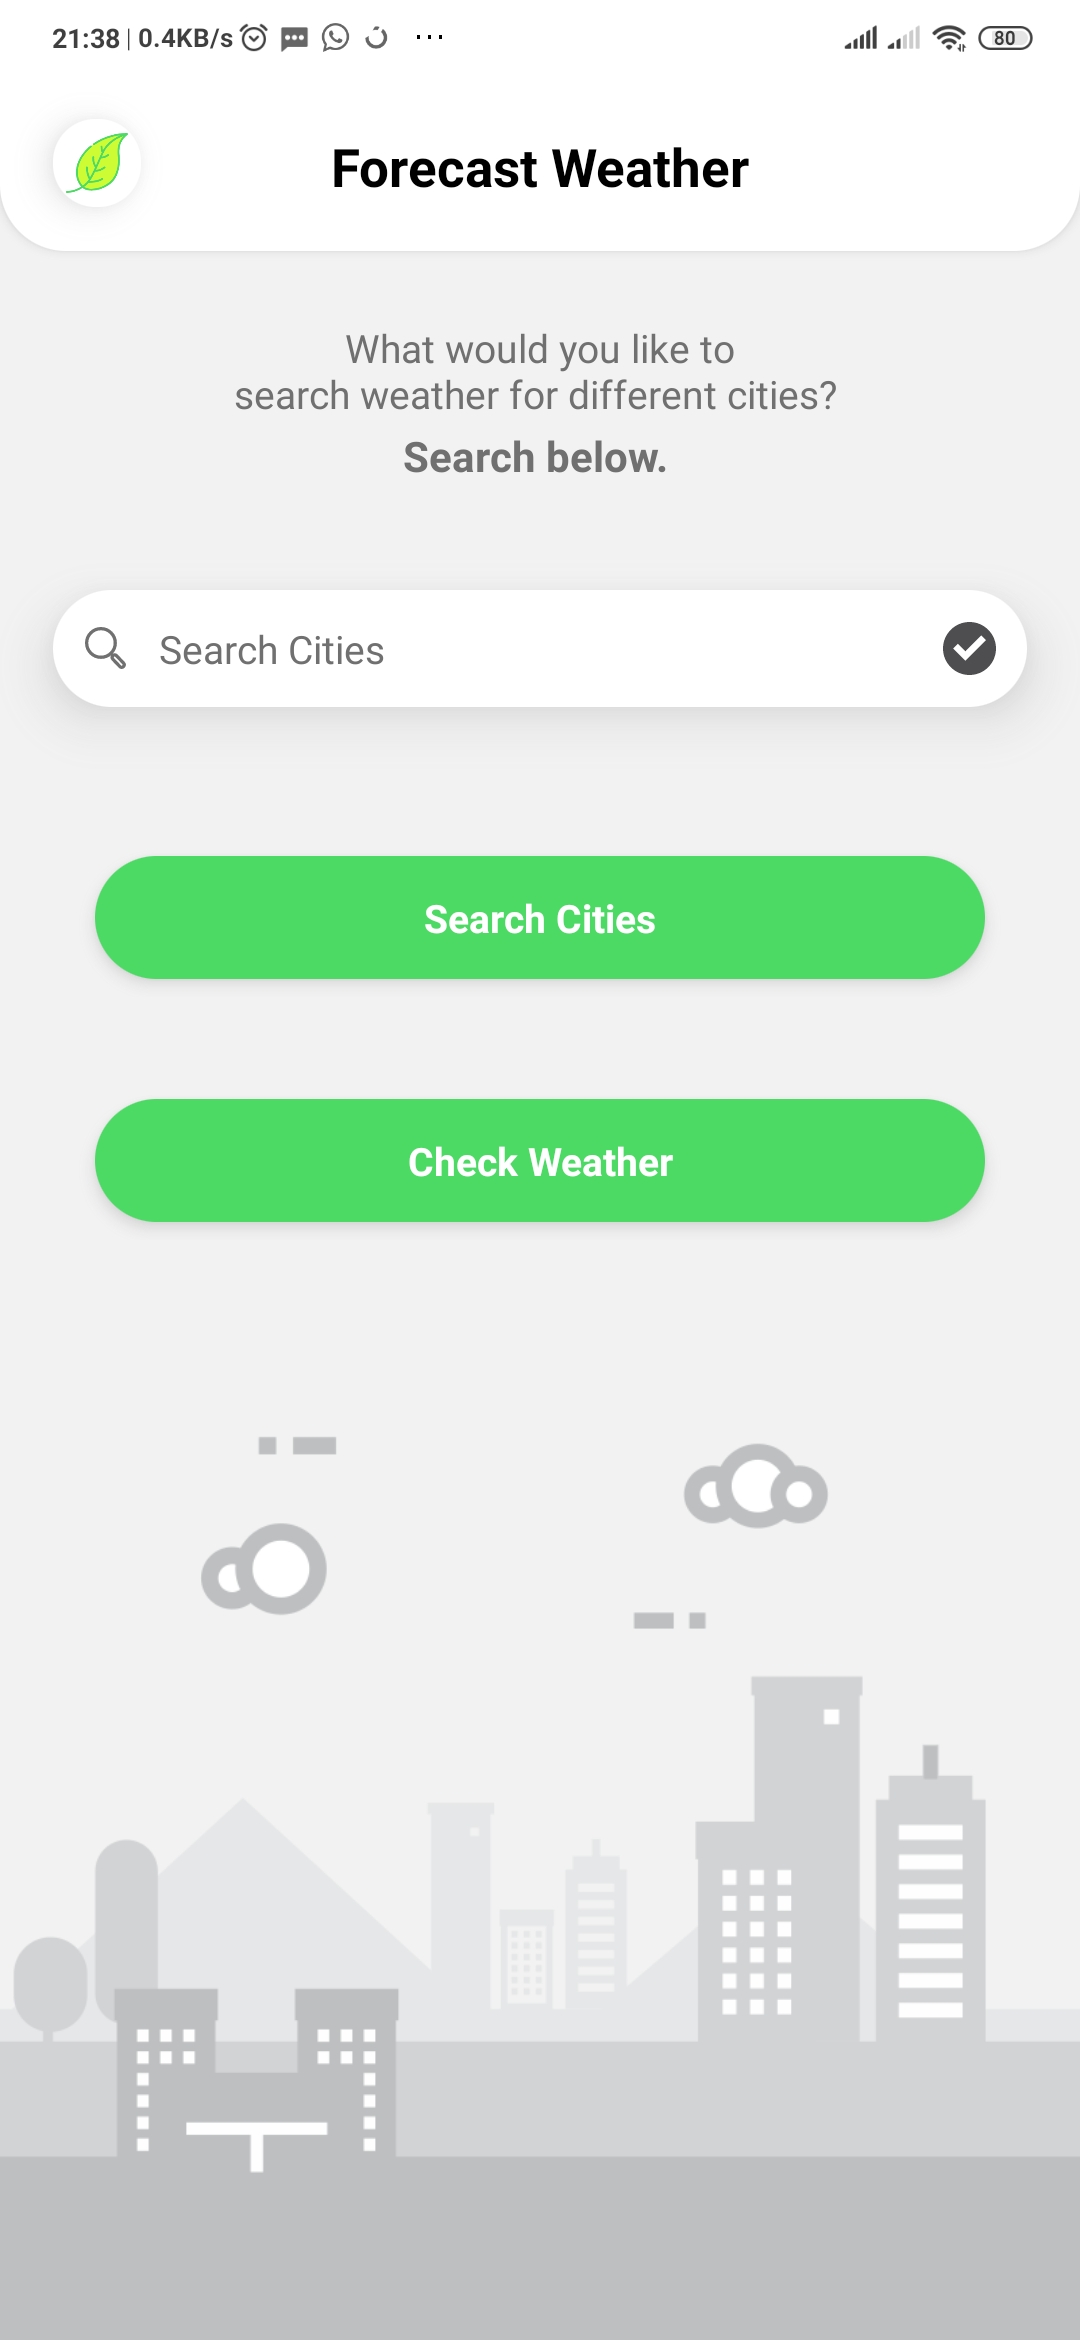 21:38 | 0.4KB/s ... 80
Forecast Weather
What would you like to
search weather for different cities?
Search below.
Search Cities
Search Cities
Check Weather